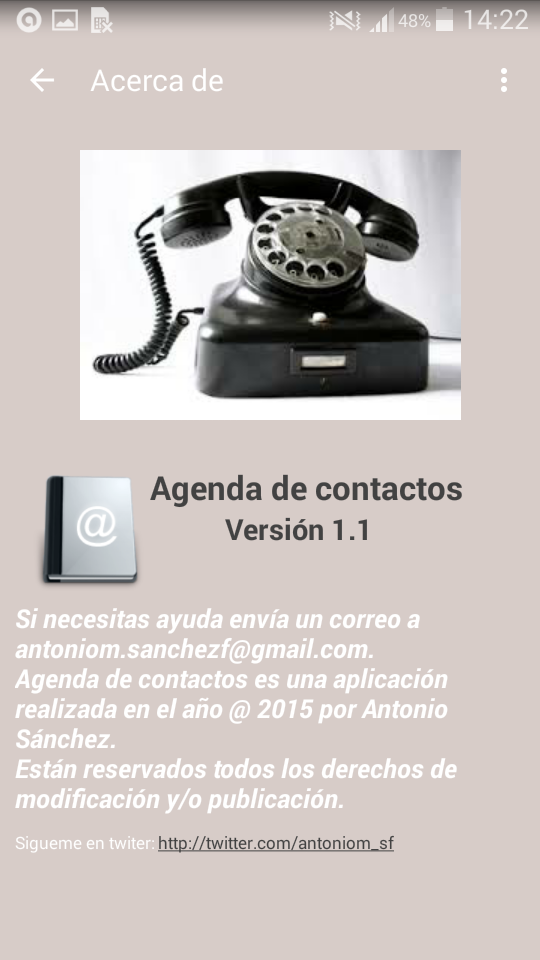 48% 14:22
Acerca de
Agenda de contactos
Versión 1.1
@
Si necesitas ayuda envía un correo a
antoniom.sanchezf@gmail.com.
Agenda de contactos es una aplicación
realizada en el año @ 2015 por Antonio
Sánchez.
Están reservados todos los derechos de
modificación y/o publicación.
Sigueme en twiter: http://twitter.com/antoniom_sf